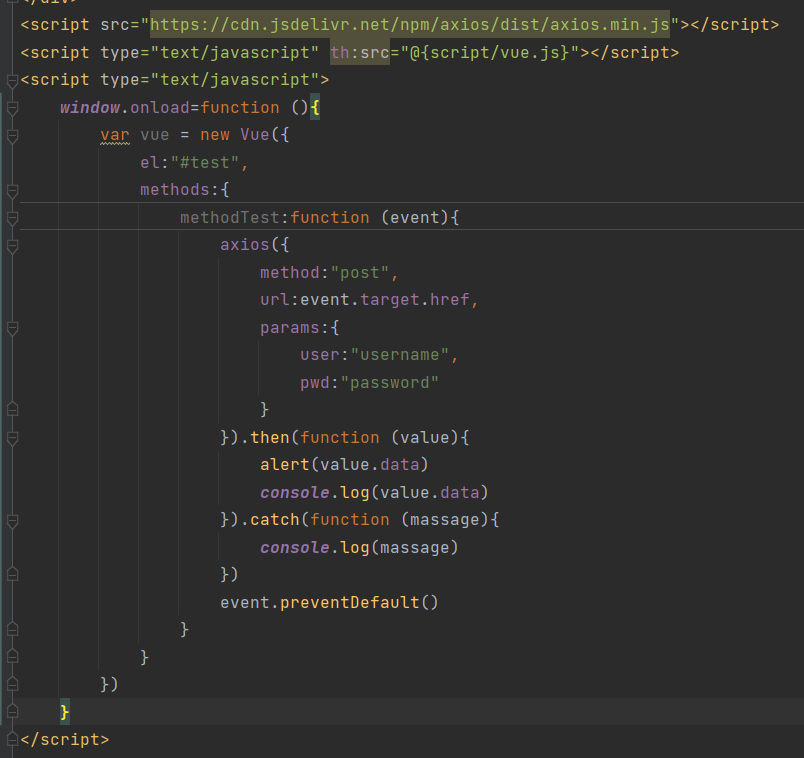 </div>
<script src="https://cdn.jsdelivr.net/npm/axios/dist/axios.min.js"></script>
<script type="text/javascript" th:src="@{script/vue.js}"></script>
<script type="text/javascript">
    window.onload=function (){
        var vue = new Vue({
            el:"#test",
            methods:{
                methodTest:function (event){
                    axios({
                        method:"post",
                        url:event.target.href,
                        params:{
                            user:"username",
                            pwd:"password"
                        }
                    }).then(function (value){
                        alert(value.data)
                        console.log(value.data)
                    }).catch(function (massage){
                        console.log(massage)
                    })
                    event.preventDefault()
                }
            }
        })
    }
</script>